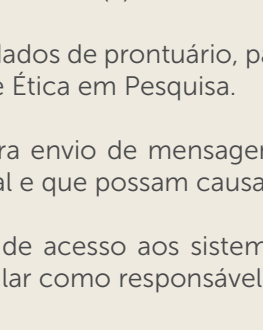 dados de prontuário, pa
e Ética em Pesquisa.
ra envio de mensagen
al e que possam causa
de acesso aos sistem
lar como responsável